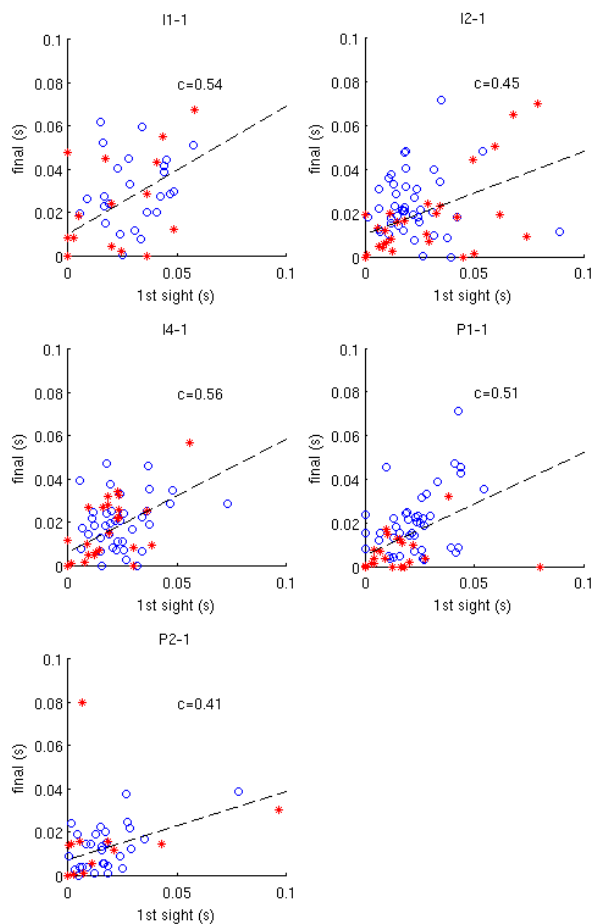 I1-1
0.1
0.08
0.06
0.04
0.02
0
final (s)
c=0.54
0
0.05
0.1
1st sight (s)
I2-1
0.1
0.08
0.06
0.04
0.02
0
final (s)
c=0.45
0
0.05
0.1
1st sight (s)
I4-1
0.1
0.08
0.06
0.04
0.02
0
final (s)
c=0.56
0
0.05
0.1
1st sight (s)
P1-1
0.1
0.08
0.06
0.04
0.02
0
final (s)
c=0.51
0
0.05
0.1
1st sight (s)
P2-1
0.1
0.08
0.06
0.04
0.02
0
final (s)
c=0.41
0
0.05
0.1
1st sight (s)